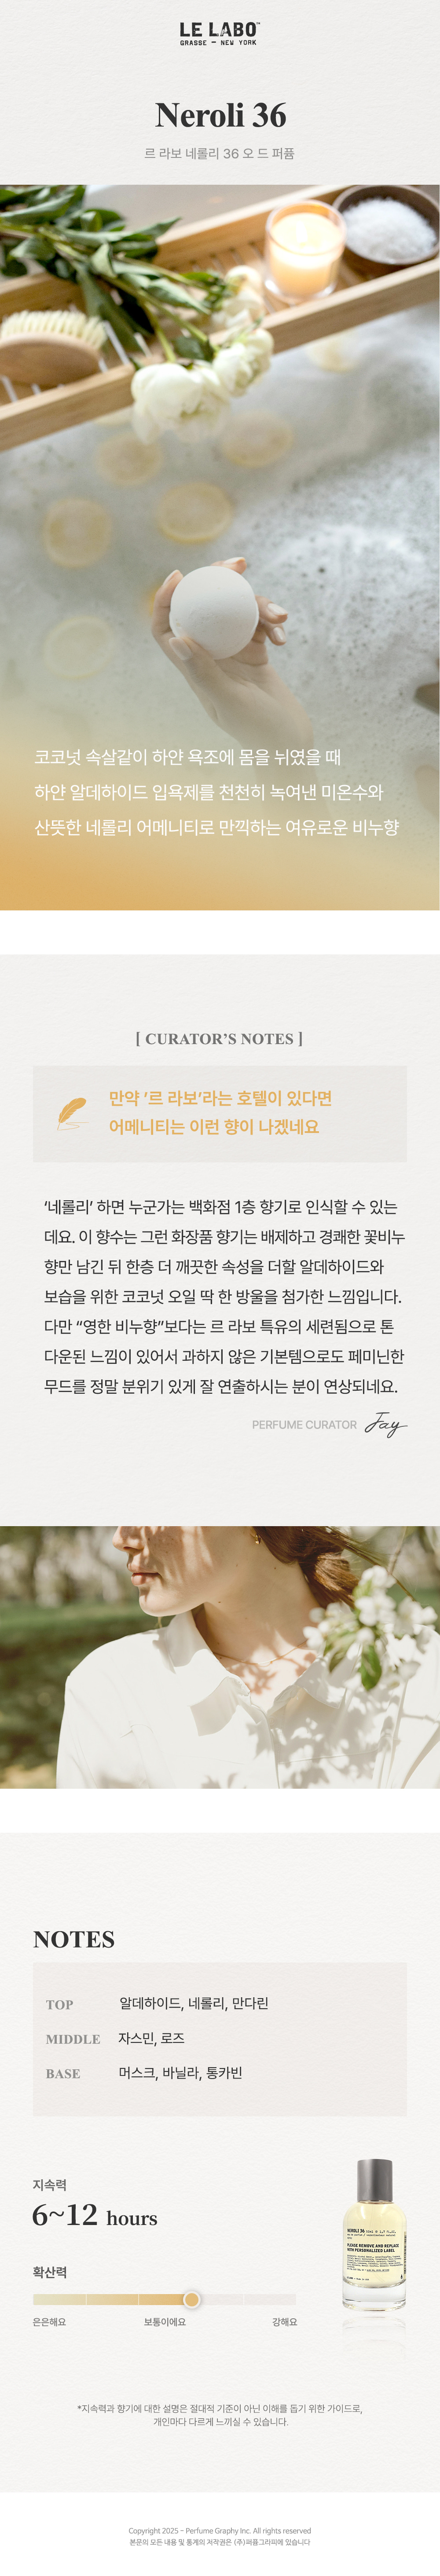 LE LABO™
GRASSE - NEW YORK
Neroli 36
르 라보 네롤리 36 오 드 퍼퓸
코코넛 속살같이 하얀 욕조에 몸을 뉘였을 때
하얀 알데하이드 입욕제를 천천히 녹여낸 미온수와
산뜻한 네롤리 어메니티로 만끽하는 여유로운 비누향
[ CURATOR'S NOTES ]
만약 '르 라보'라는 호텔이 있다면
어메니티는 이런 향이 나겠네요
'네롤리' 하면 누군가는 백화점 1층 향기로 인식할 수 있는
데요. 이 향수는 그런 화장품 향기는 배제하고 경쾌한 꽃비누
향만 남긴 뒤 한층 더 깨끗한 속성을 더할 알데하이드와
보습을 위한 코코넛 오일 딱 한 방울을 첨가한 느낌입니다.
다만 “영한 비누향”보다는 르 라보 특유의 세련됨으로 톤
다운된 느낌이 있어서 과하지 않은 기본템으로도 페미닌한
무드를 정말 분위기 있게 잘 연출하시는 분이 연상되네요.
PERFUME CURATOR Jay
NOTES
TOP 알데하이드, 네롤리, 만다린
MIDDLE 자스민, 로즈
BASE 머스크, 바닐라, 통카빈
지속력
6~12 hours
확산력
은은해요 보통이에요 강해요
NEROLI 36
PLEASE REMOVE AND REPLACE
WITH PERSONALIZED LABEL
*지속력과 향기에 대한 설명은 절대적 기준이 아닌 이해를 돕기 위한 가이드로,
개인마다 다르게 느끼실 수 있습니다.
Copyright 2025 - Perfume Graphy Inc. All rights reserved
본문의 모든 내용 및 통계의 저작권은 (주)퍼퓸그라피에 있습니다